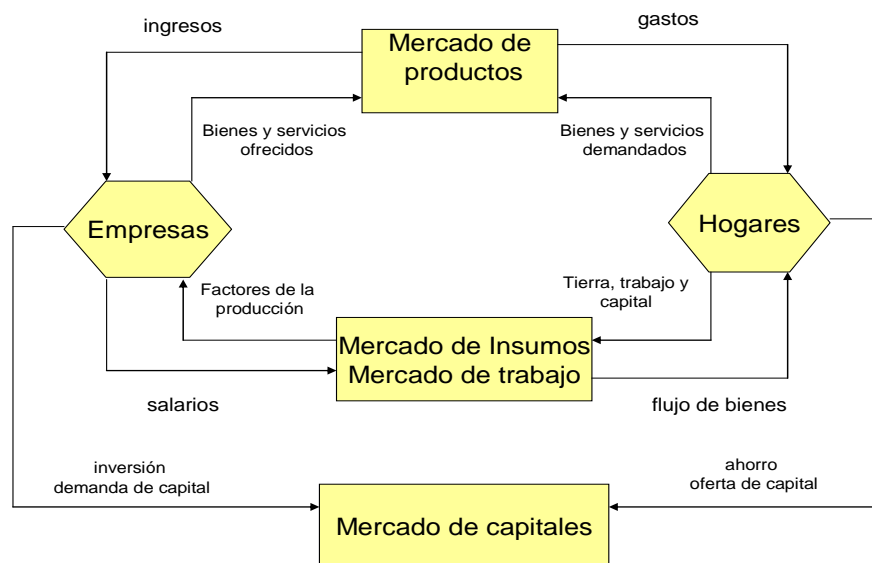 ingresos
Mercado de
productos
gastos
Bienes y servicios
ofrecidos
Bienes y servicios
demandados
Empresas
Hogares
Factores de la
producción
Tierra, trabajo y
capital
Mercado de Insumos
Mercado de trabajo
salarios
flujo de bienes
inversión
demanda de capital
ahorro
oferta de capital
Mercado de capitales